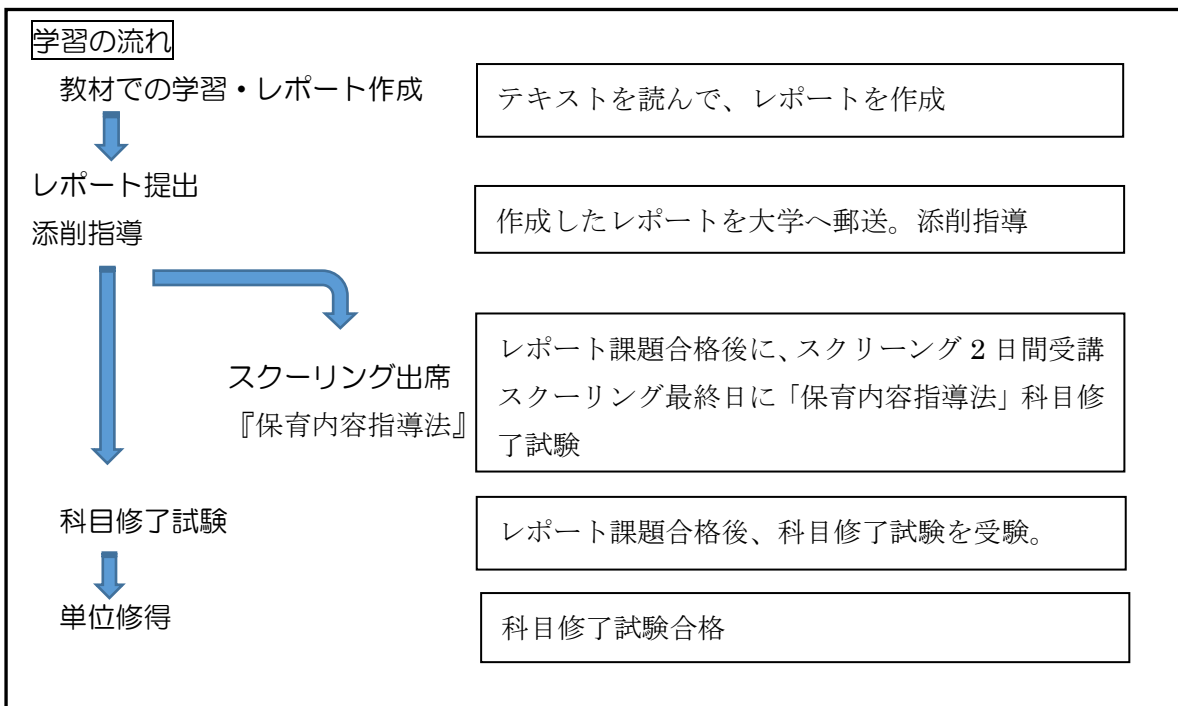 学習の流れ
教材での学習・レポート作成
テキストを読んで、レポートを作成
レポート提出
添削指導
作成したレポートを大学へ郵送。添削指導
スクーリング出席
『保育内容指導法』
レポート課題合格後に、スクリーング 2 日間受講
スクーリング最終日に「保育内容指導法」科目修
了試験
科目修了試験
レポート課題合格後、科目修了試験を受験。
単位修得
科目修了試験合格